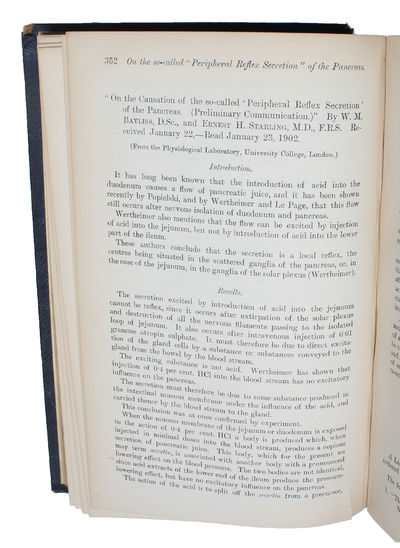 352 On the so-called "Peripheral Reflex Secretion" of the Pancreas.
"On the Causation of the so-called 'Peripheral Reflex Secretion'
of the Pancreas. (Preliminary Communication.)" By W. M.
BAYLISS, D.Sc., and ERNEST H. STARLING, M.D., F.R.S. Re-
ceived January 22,—Read January 23, 1902.
(From the Physiological Laboratory, University College, London.)
Introduction.
It has long been known that the introduction of acid into the
duodenum causes a flow of pancreatic juice, and it has been shown
recently by Popielski, and by Wertheimer and Le Page, that this flow
still occurs after nervous isolation of duodenum and pancreas.
Wertheimer also mentions that the flow can be excited by injection
of acid into the jejunum, but not by introduction of acid into the lower
part of the ileum.
These authors conclude that the secretion is a local reflex, the
centres being situated in the scattered ganglia of the pancreas, or, in
the case of the jejunum, in the ganglia of the solar plexus (Wertheimer).
Results.
The secretion excited by introduction of acid into the jejunum
cannot be reflex, since it occurs after extirpation of the solar plexus
and destruction of all the nervous filaments passing to the isolated
loop of jejunum. It also occurs after intravenous injection of 0·01
gramme atropin sulphate. It must therefore be due to direct excita-
tion of the gland cells by a substance or substances conveyed to the
gland from the bowel by the blood stream.
The exciting substance is not acid. Wertheimer has shown that
injection of 0·4 per cent. HCl into the blood stream has no excitatory
influence on the pancreas.
The secretion must therefore be due to some substance produced in
the intestinal mucous membrane under the influence of the acid, and
carried thence by the blood stream to the gland.
This conclusion was at once confirmed by experiment.
When the mucous membrane of the jejunum or duodenum is exposed
to the action of 0·4 per cent. HCl a body is produced which, when
injected in minimal doses into the blood stream, produces a copious
secretion of pancreatic juice. This body, which for the present we
may term secretin, is associated with another body with a pronounced
lowering effect on the blood pressure. The two bodies are not identical,
since acid extracts of the lower end of the ileum produce the pressure-
lowering effect, but have no excitatory influence on the pancreas.
The action of the acid is to split off the secretin from a precursor,